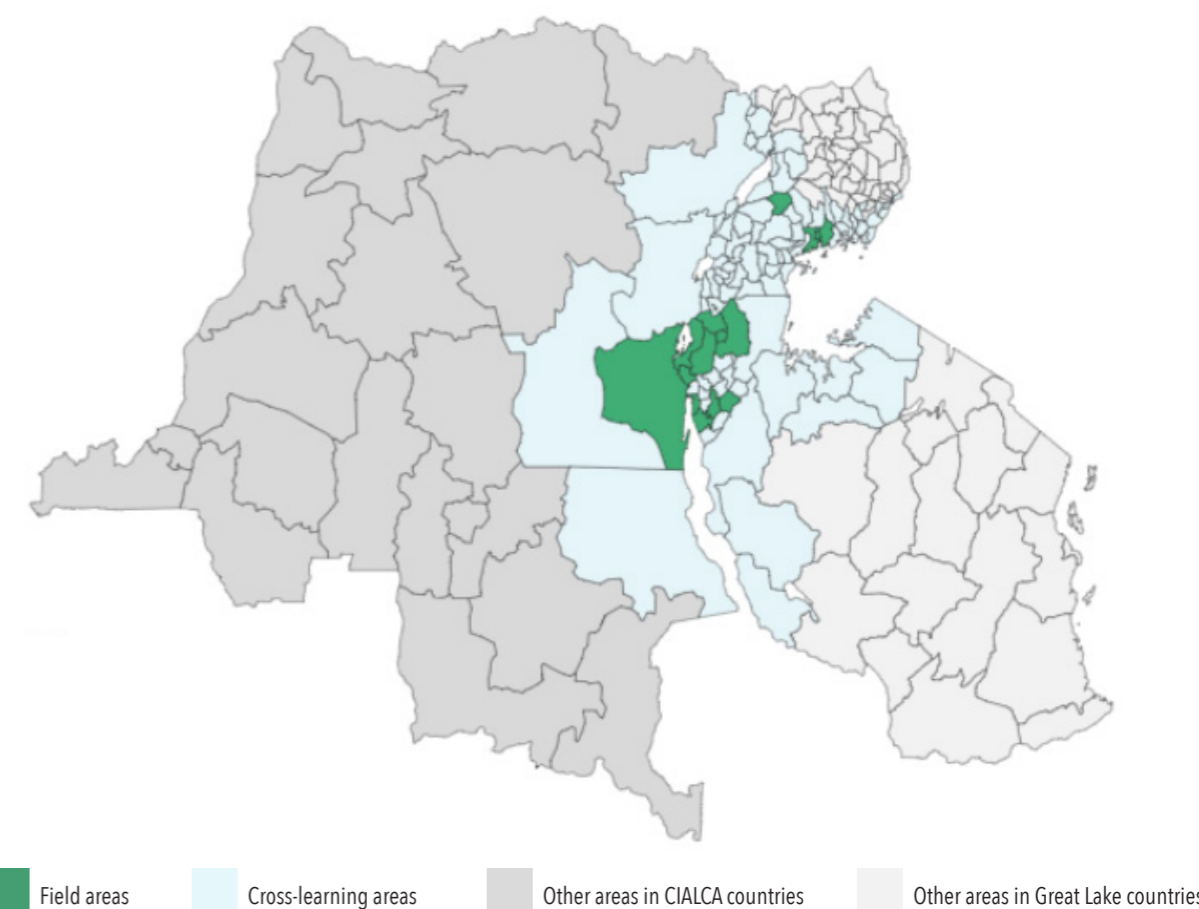 Field areas
Cross-learning areas
Other areas in CIALCA countries
Other areas in Great Lake countries